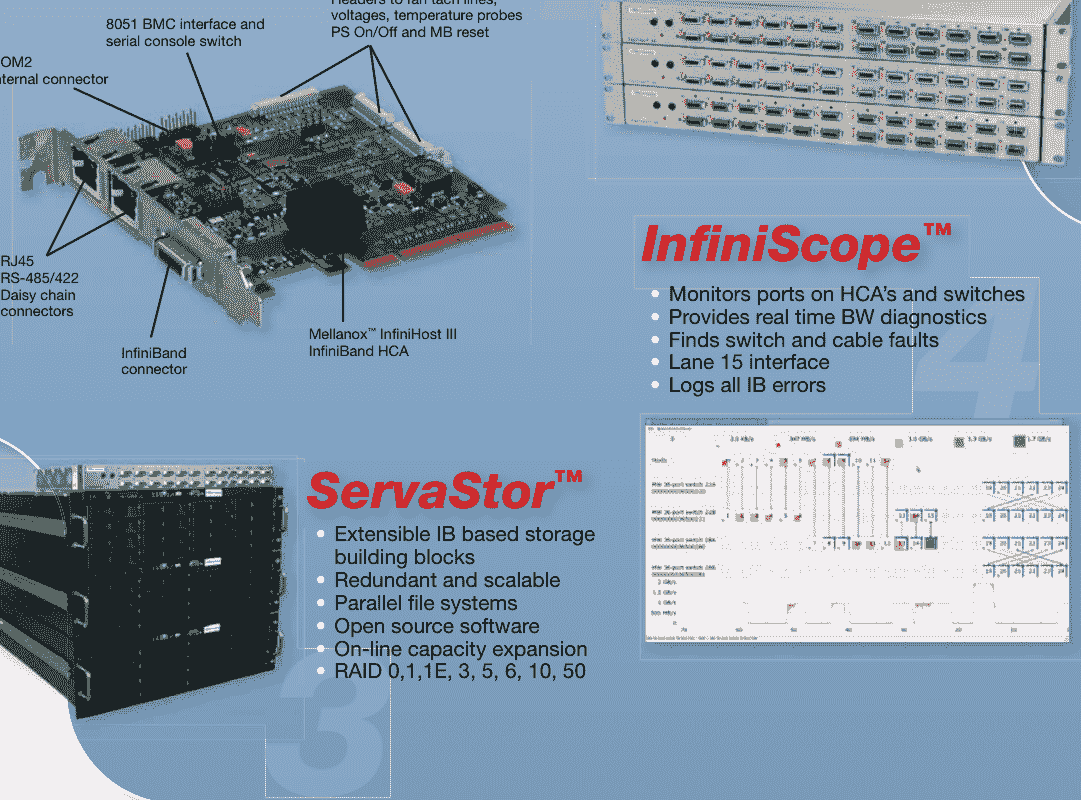 Headers to fan tach lines,
voltages, temperature probes
PS On/Off and MB reset
8051 BMC interface and
serial console switch
OM2
nternal connector
RJ45
RS-485/422
Daisy chain
connectors
InfiniBand
connector
Mellanox™ InfiniHost III
InfiniBand HCA
InfiniScope™
• Monitors ports on HCA's and switches
• Provides real time BW diagnostics
• Finds switch and cable faults
• Lane 15 interface
• Logs all IB errors
4
ServaStor™
• Extensible IB based storage
building blocks
• Redundant and scalable
• Parallel file systems
• Open source software
• On-line capacity expansion
• RAID 0,1,1E, 3, 5, 6, 10, 50
3